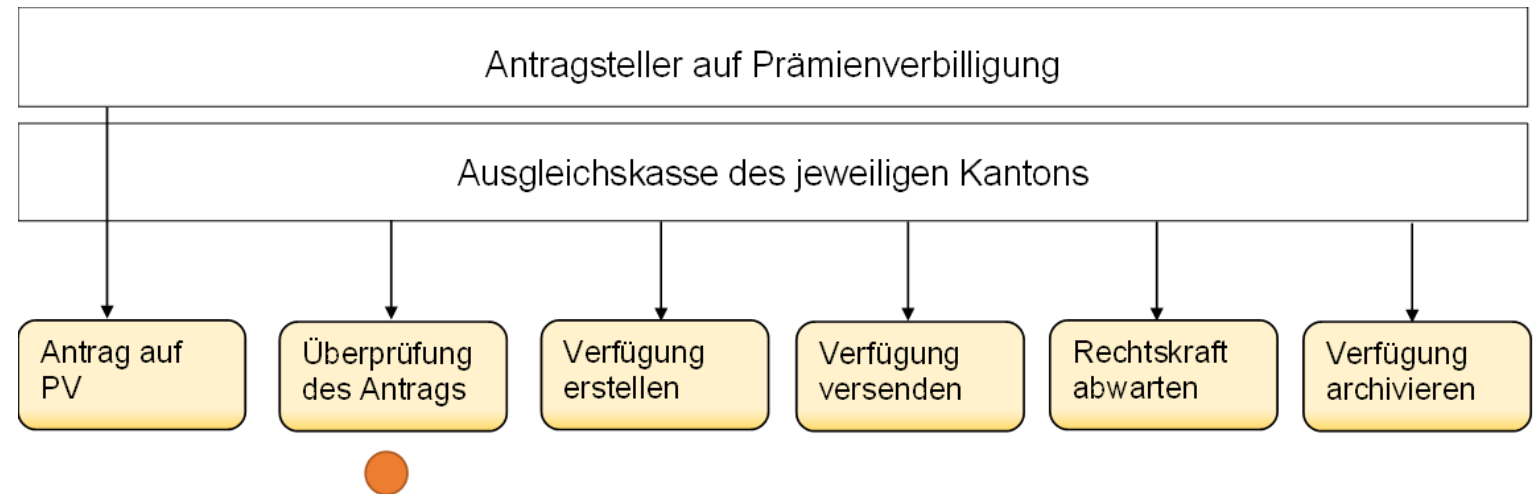 Antragsteller auf Prämienverbilligung
Ausgleichskasse des jeweiligen Kantons
Antrag auf
PV
Überprüfung
des Antrags
Verfügung
erstellen
Verfügung
versenden
Rechtskraft
abwarten
Verfügung
archivieren